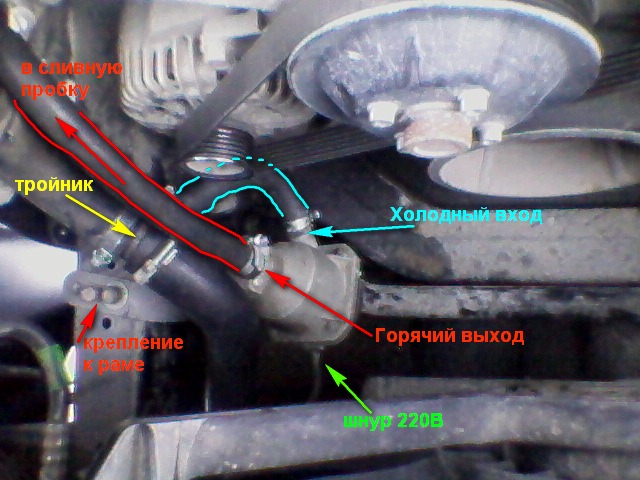 в сливную
пробку
тройник
Холодный вход
Горячий выход
крепление
к раме
шнур 220В